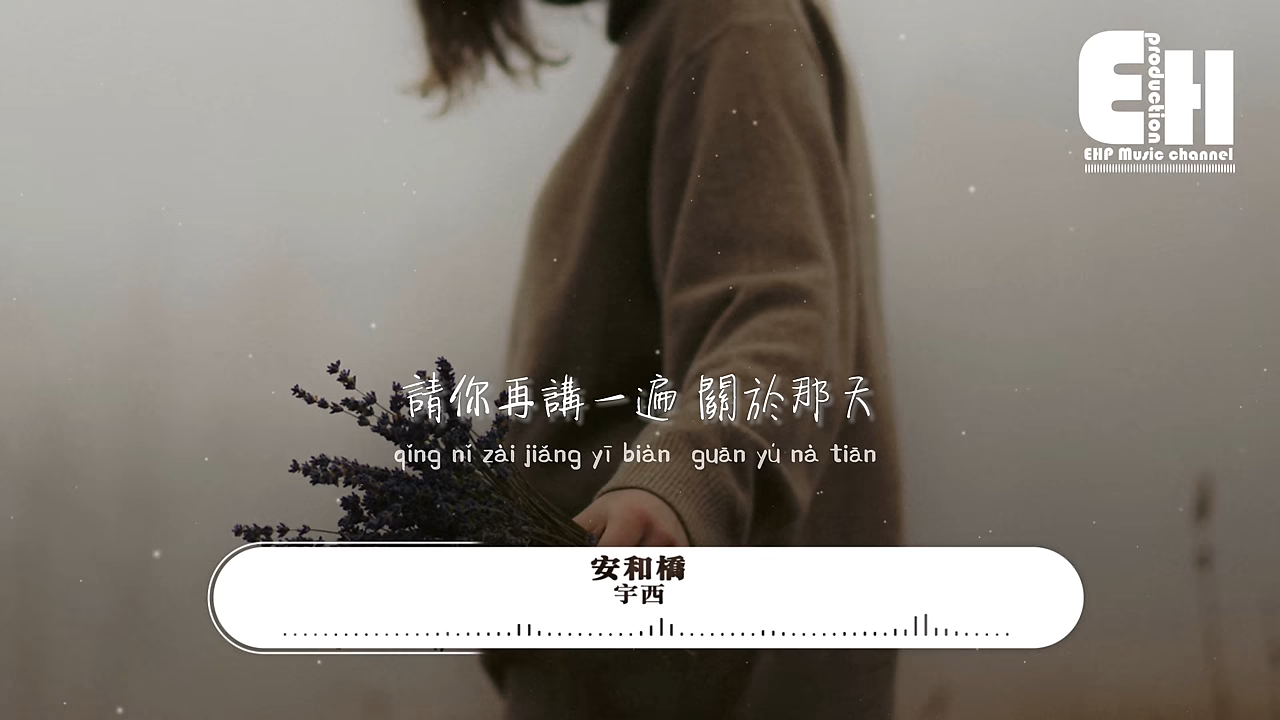 EH
production
EHP Music channel
請你再講一遍 關於那天
qǐng nǐ zài jiǎng yī biàn guān yú nà tiān
安和橋
宇西